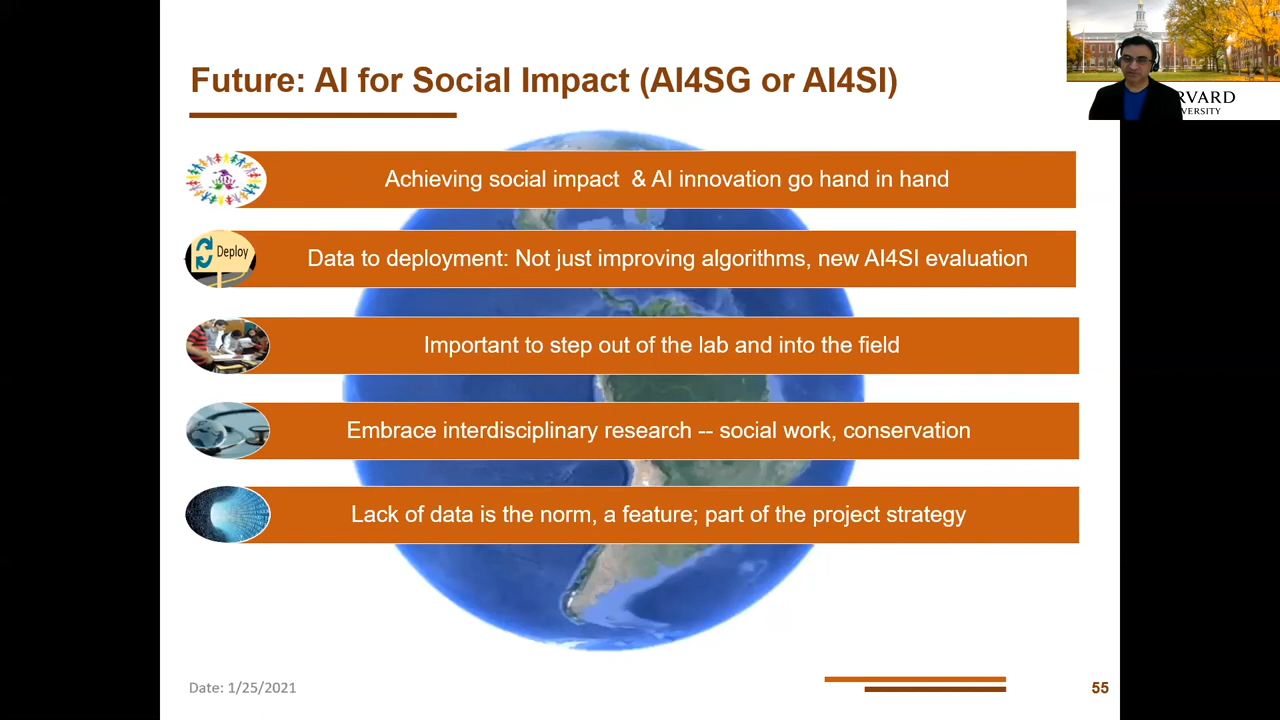 Future: AI for Social Impact (AI4SG or AI4SI)
RVARD
VERSITY
Achieving social impact & AI innovation go hand in hand
Deploy
Data to deployment: Not just improving algorithms, new AI4SI evaluation
Important to step out of the lab and into the field
Embrace interdisciplinary research -- social work, conservation
Lack of data is the norm, a feature; part of the project strategy
Date: 1/25/2021
55